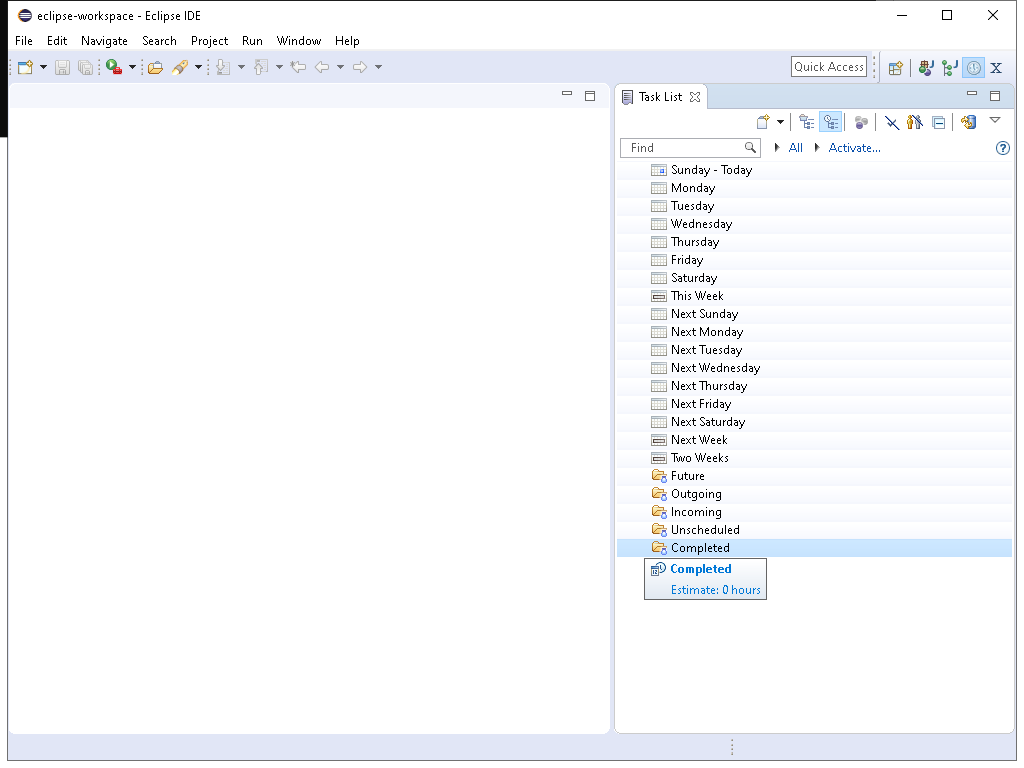 eclipse-workspace - Eclipse IDE
File Edit Navigate Search Project Run Window Help
Quick Access
Task List
Find All Activate...
Sunday - Today
Monday
Tuesday
Wednesday
Thursday
Friday
Saturday
This Week
Next Sunday
Next Monday
Next Tuesday
Next Wednesday
Next Thursday
Next Friday
Next Saturday
Next Week
Two Weeks
Future
Outgoing
Incoming
Unscheduled
Completed
Completed
Estimate: 0 hours